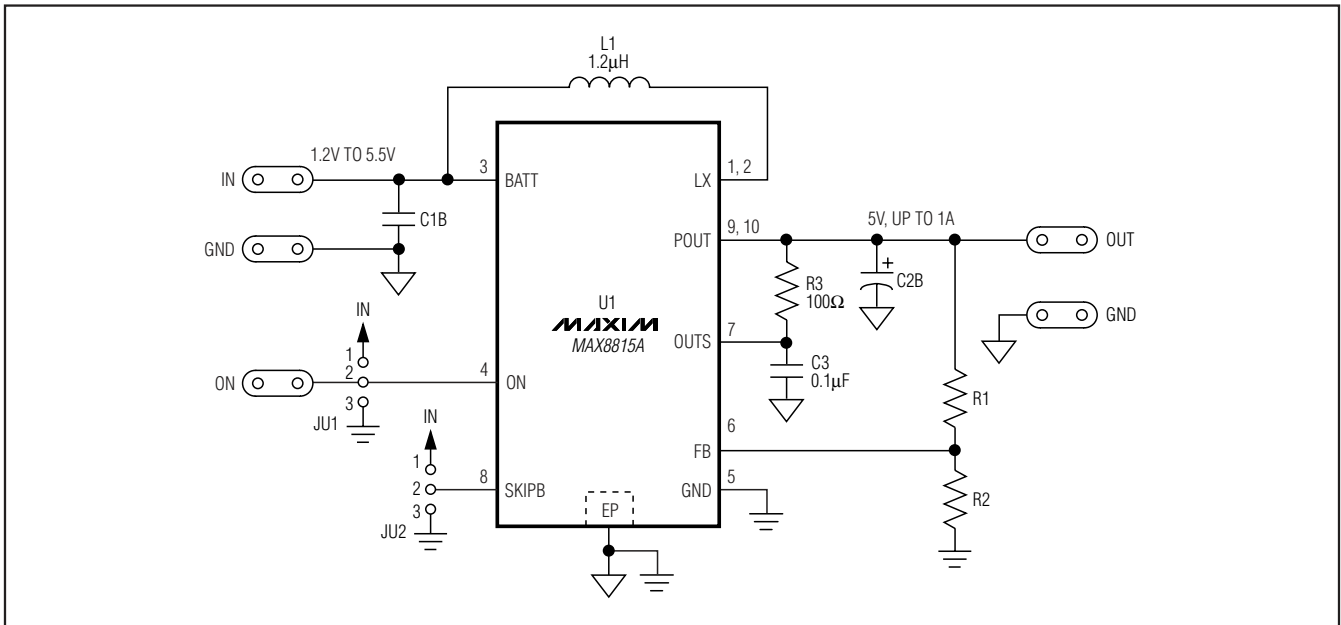 L1
1.2µH
1.2V TO 5.5V
IN
3
BATT
LX
1, 2
C1B
GND
POUT
9, 10
5V, UP TO 1A
OUT
R3
100Ω
C2B
U1
MAXIM
MAX8815A
GND
IN
OUTS
7
C3
0.1µF
1
2
3
ON
JU1
4
ON
R1
IN
6
FB
1
2
3
JU2
8
SKIPB
GND
5
R2
EP
+